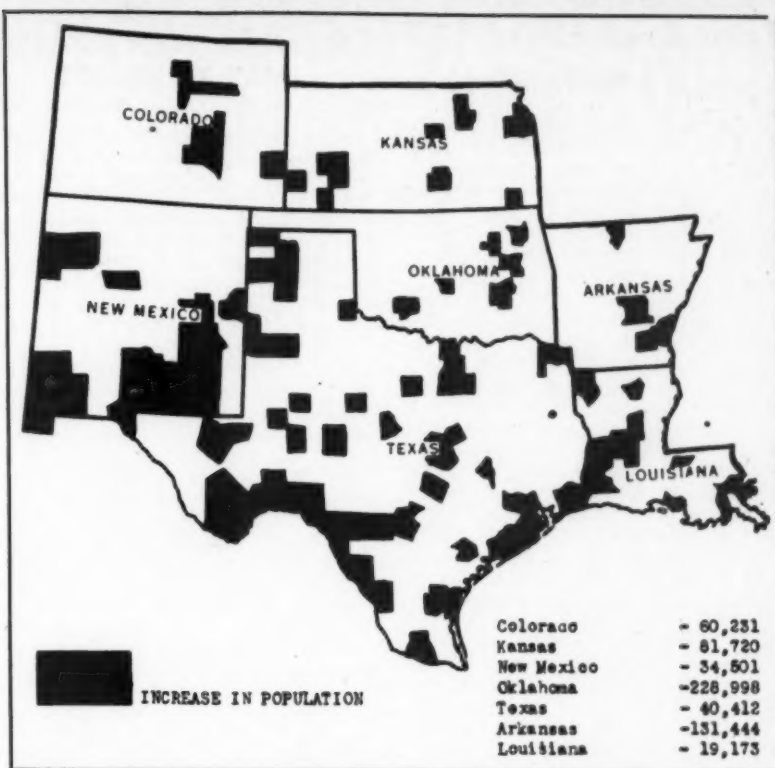 COLORADO
KANSAS
NEW MEXICO
OKLAHOMA
ARKANSAS
TEXAS
LOUISIANA
INCREASE IN POPULATION
Colorado - 60,231
Kansas - 81,720
New Mexico - 34,501
Oklahoma -228,998
Texas - 40,412
Arkansas -131,444
Louisiana - 19,173